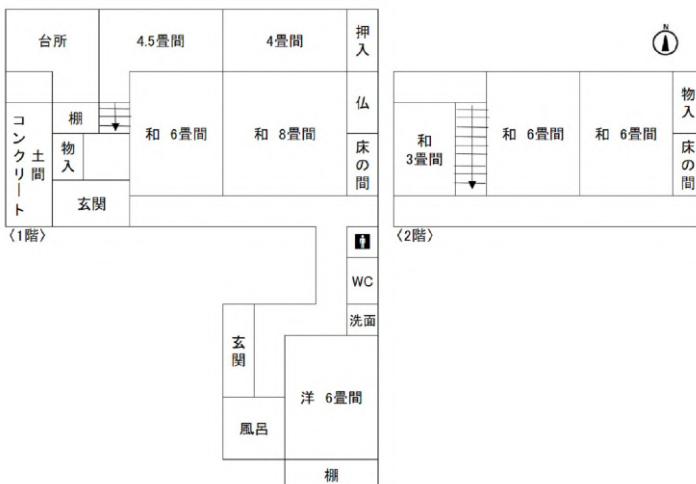 台所
4.5畳間
4畳間
押入
N
コンクリート
土間
棚
物入
玄関
和 6畳間
和 8畳間
仏
床の間
〈1階〉
和
3畳間
和 6畳間
和 6畳間
物入
床の間
〈2階〉
WC
洗面
玄関
洋 6畳間
風呂
棚